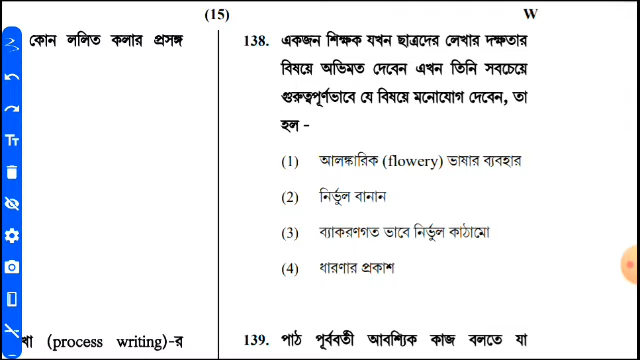 (15)
W
কোন ললিত কলার প্রসঙ্গ
138. একজন শিক্ষক যখন ছাত্রদের লেখার দক্ষতার
বিষয়ে অভিমত দেবেন এখন তিনি সবচেয়ে
গুরুত্বপূর্ণভাবে যে বিষয়ে মনোযোগ দেবেন, তা
হল -
(1) আলঙ্কারিক (flowery) ভাষার ব্যবহার
(2) নির্ভুল বানান
(3) ব্যাকরণগত ভাবে নির্ভুল কাঠামো
(4) ধারণার প্রকাশ
(process writing)-র
139. পাঠ পূর্ববর্তী আবশ্যিক কাজ বলতে যা